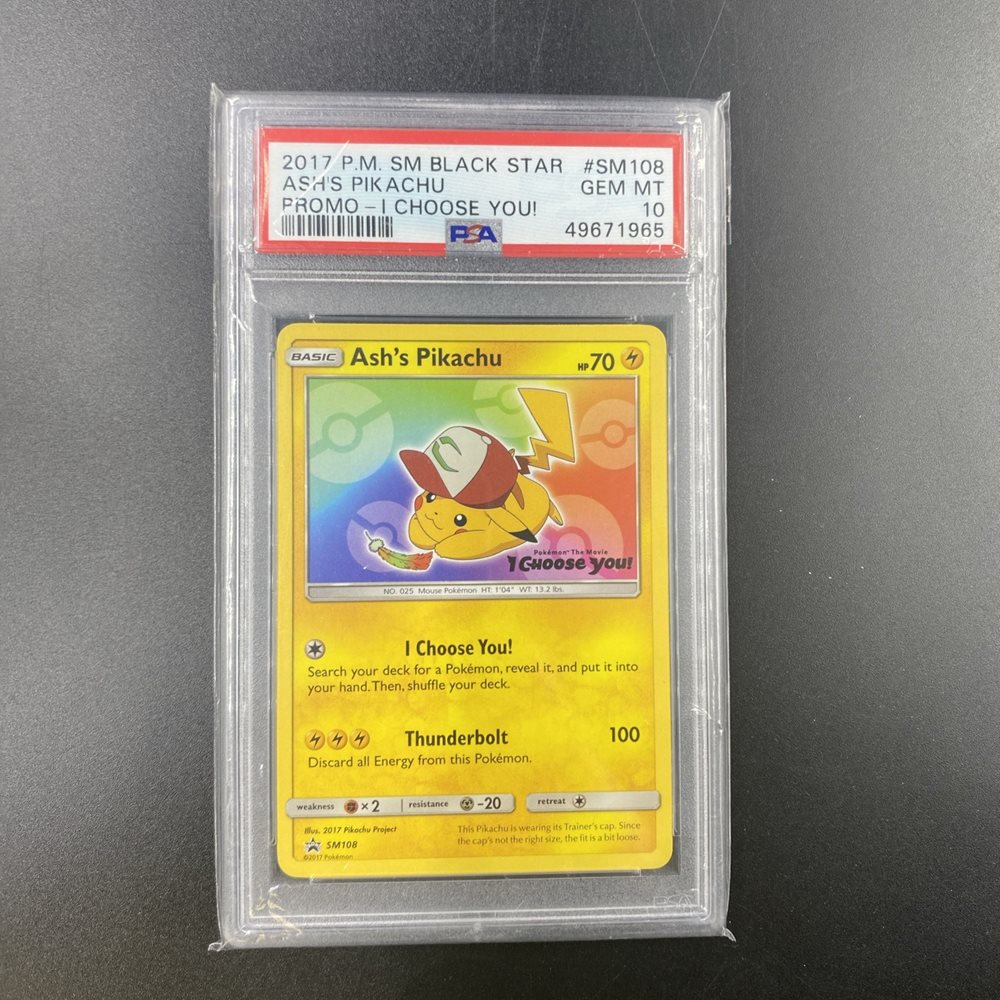 2017 P.M. SM BLACK STAR #SM108
ASH'S PIKACHU GEM MT
PROMO - I CHOOSE YOU! 10
PSA 49671965
BASIC Ash's Pikachu HP70
Pokémon™ The Movie
I CHOOSE YOU!
NO. 025 Mouse Pokémon HT: 1'04" WT: 13.2 lbs.
I Choose You!
Search your deck for a Pokémon, reveal it, and put it into
your hand. Then, shuffle your deck.
Thunderbolt 100
Discard all Energy from this Pokémon.
weakness ×2 resistance -20 retreat
Illus. 2017 Pikachu Project
SM108
©2017 Pokémon
This Pikachu is wearing its Trainer's cap. Since
the cap's not the right size, the fit is a bit loose.
PSA